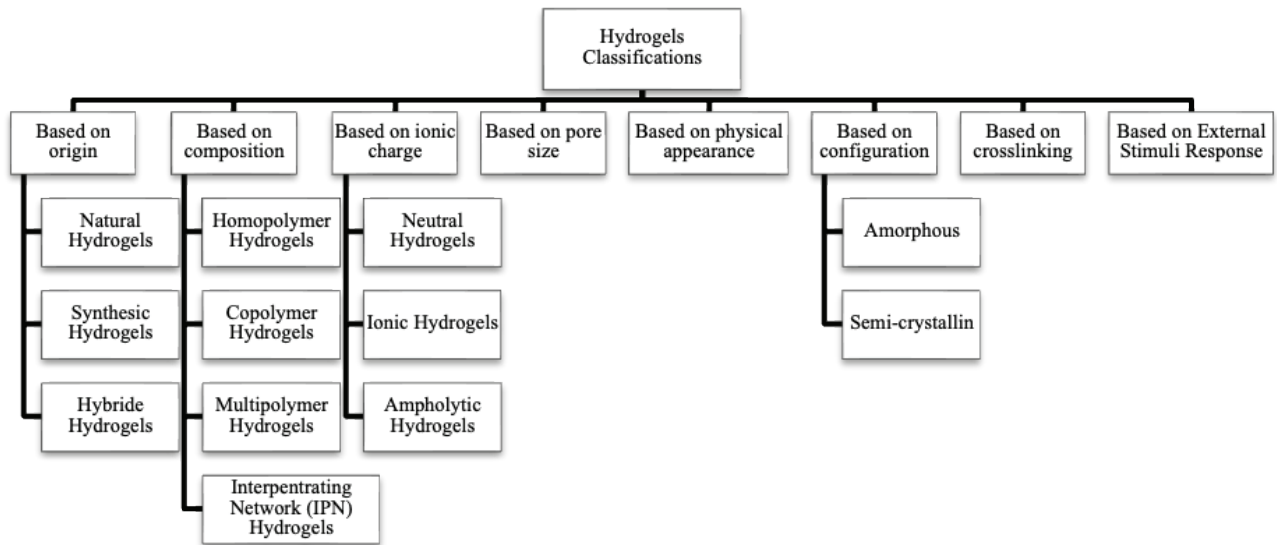 Hydrogels
Classifications
Based on
origin
Based on
composition
Based on ionic
charge
Based on pore
size
Based on physical
appearance
Based on
configuration
Based on
crosslinking
Based on External
Stimuli Response
Natural
Hydrogels
Synthesic
Hydrogels
Hybride
Hydrogels
Homopolymer
Hydrogels
Copolymer
Hydrogels
Multipolymer
Hydrogels
Interpentrating
Network (IPN)
Hydrogels
Neutral
Hydrogels
Ionic Hydrogels
Ampholytic
Hydrogels
Amorphous
Semi-crystallin